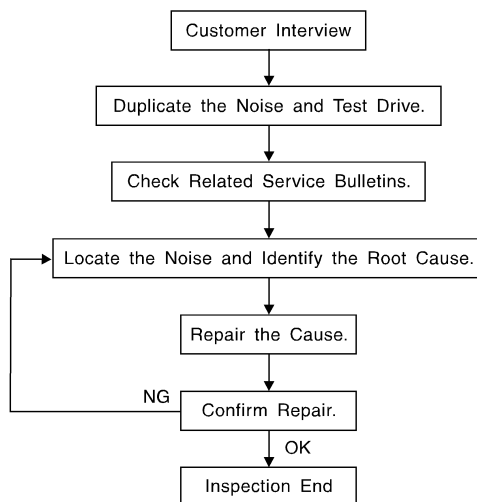 Customer Interview
Duplicate the Noise and Test Drive.
Check Related Service Bulletins.
Locate the Noise and Identify the Root Cause.
Repair the Cause.
NG
Confirm Repair.
OK
Inspection End